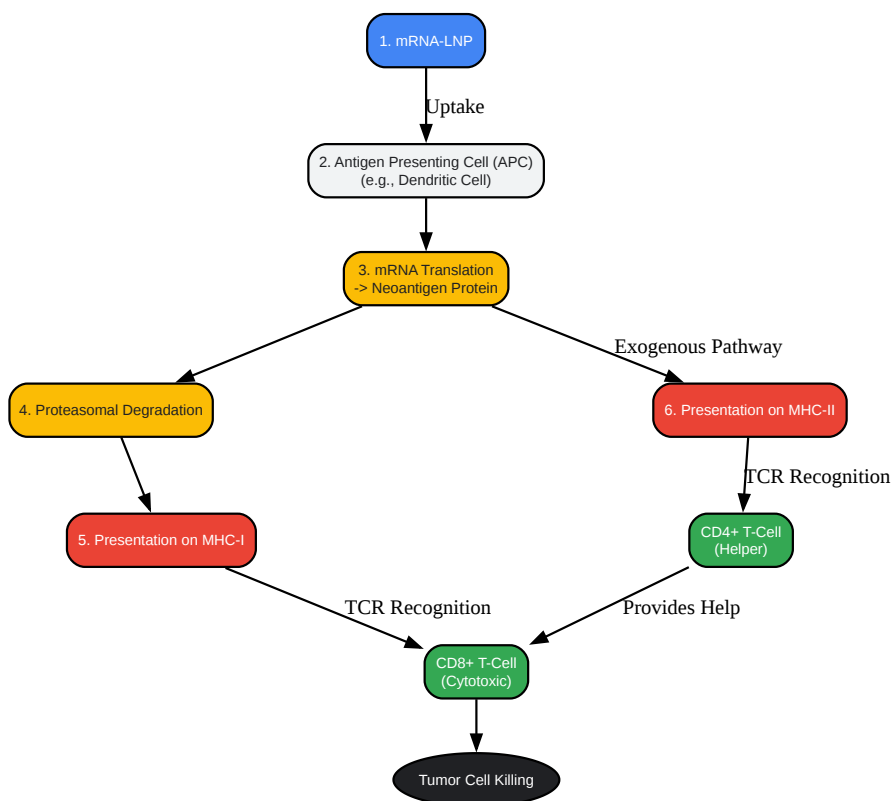 1. mRNA-LNP
Uptake
2. Antigen Presenting Cell (APC)
(e.g., Dendritic Cell)
3. mRNA Translation
-> Neoantigen Protein
Exogenous Pathway
4. Proteasomal Degradation
6. Presentation on MHC-II
TCR Recognition
5. Presentation on MHC-I
CD4+ T-Cell
(Helper)
TCR Recognition
Provides Help
CD8+ T-Cell
(Cytotoxic)
Tumor Cell Killing